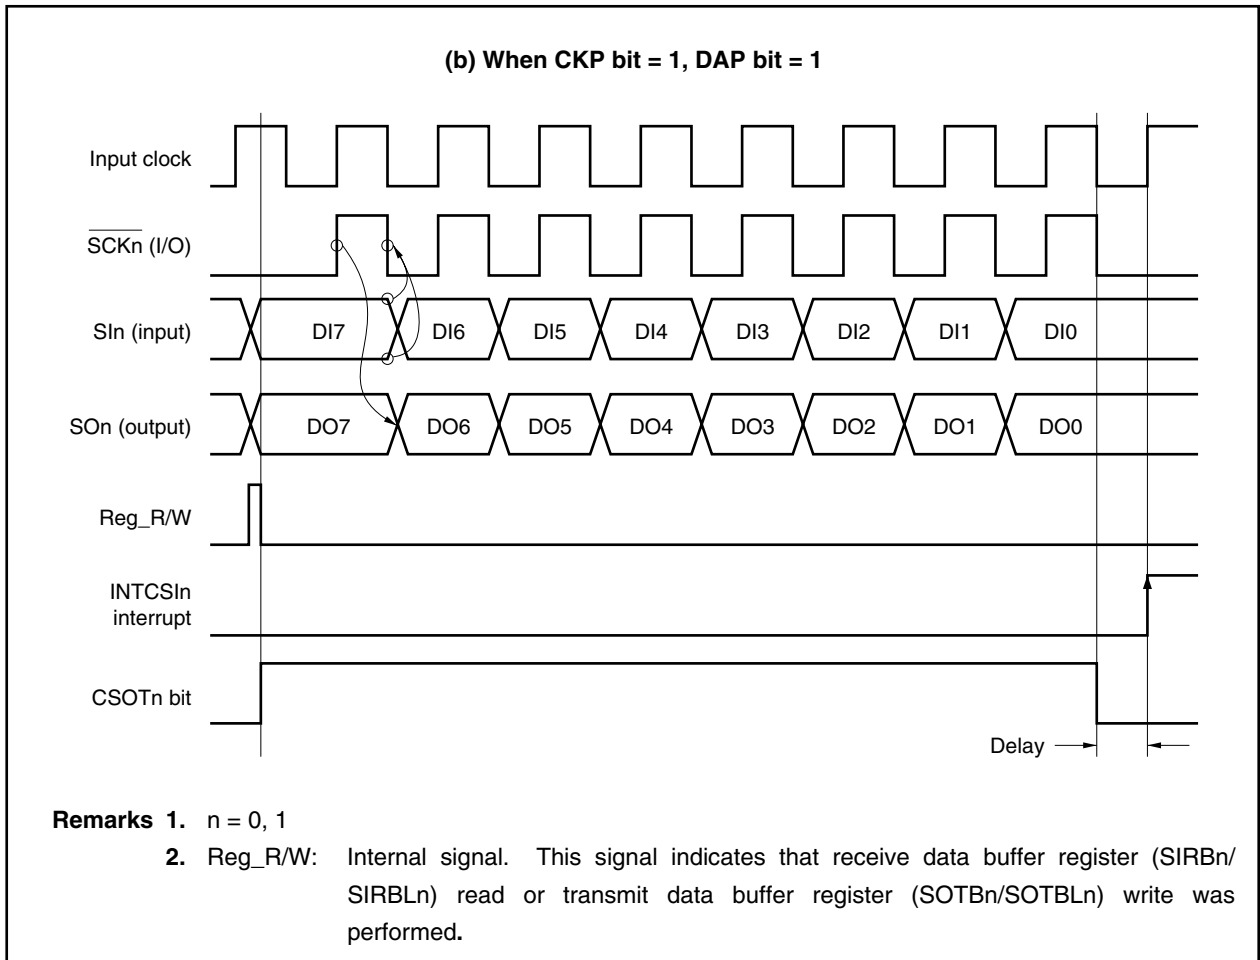 (b) When CKP bit = 1, DAP bit = 1
Input clock
SCKn (I/O)
SIn (input)
DI7 DI6 DI5 DI4 DI3 DI2 DI1 DI0
SOn (output)
DO7 DO6 DO5 DO4 DO3 DO2 DO1 DO0
Reg_R/W
INTCSIn
interrupt
CSOTn bit
Delay
Remarks 1. n = 0, 1
2. Reg_R/W: Internal signal. This signal indicates that receive data buffer register (SIRBn/
SIRBLn) read or transmit data buffer register (SOTBn/SOTBLn) write was
performed.